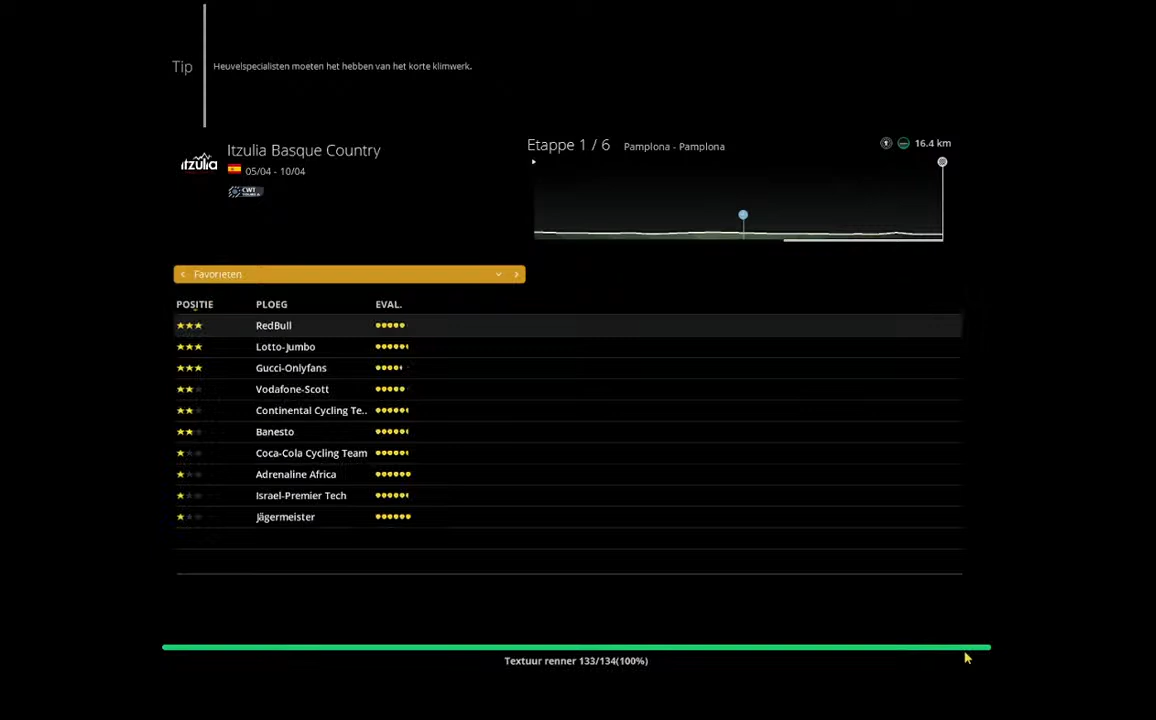 Tip
Heuvelspecialisten moeten het hebben van het korte klimwerk.
itzulia
Itzulia Basque Country
05/04 - 10/04
CWT
Etappe 1 / 6 Pamplona - Pamplona
16.4 km
Favorieten
POSITIE PLOEG EVAL.
RedBull
Lotto-Jumbo
Gucci-Onlyfans
Vodafone-Scott
Continental Cycling Te..
Banesto
Coca-Cola Cycling Team
Adrenaline Africa
Israel-Premier Tech
Jägermeister
Textuur renner 133/134(100%)